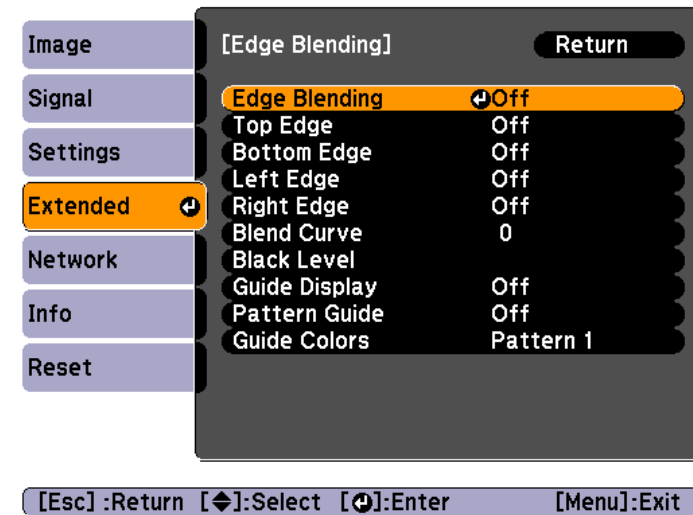 Image
Signal
Settings
Extended
Network
Info
Reset
[Edge Blending] Return
Edge Blending Off
Top Edge Off
Bottom Edge Off
Left Edge Off
Right Edge Off
Blend Curve 0
Black Level
Guide Display Off
Pattern Guide Off
Guide Colors Pattern 1
[Esc] :Return [◆]:Select [↵]:Enter [Menu]:Exit